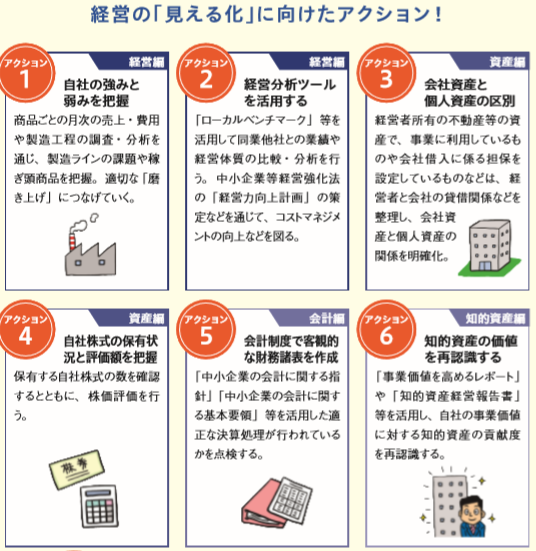 経営の「見える化」に向けたアクション！
アクション
1
経営編
自社の強みと
弱みを把握
商品ごとの月次の売上・費用
や製造工程の調査・分析を
通じ、製造ラインの課題や稼
ぎ頭商品を把握。適切な「磨
き上げ」につなげていく。
アクション
2
経営編
経営分析ツール
を活用する
「ローカルベンチマーク」等を
活用して同業他社との業績や
経営体質の比較・分析を行
う。中小企業等経営強化法
の「経営力向上計画」の策
定などを通じて、コストマネジメ
ントの向上などを図る。
アクション
3
資産編
会社資産と
個人資産の区別
経営者所有の不動産等の資
産で、事業に利用しているも
のや会社借入に係る担保を
設定しているものなどは、経
営者と会社の貸借関係などを
整理し、会社資
産と個人資産の
関係を明確化。
アクション
4
資産編
自社株式の保有状
況と評価額を把握
保有する自社株式の数を確認
するとともに、株価評価を行
う。
株券
アクション
5
会計編
会計制度で客観的
な財務諸表を作成
「中小企業の会計に関する指
針」「中小企業の会計に関す
る基本要領」等を活用した適
正な決算処理が行われている
かを点検する。
アクション
6
知的資産編
知的資産の価値
を再認識する
「事業価値を高めるレポート」
や「知的資産経営報告書」
等を活用し、自社の事業価値
に対する知的資産の貢献度
を再認識する。